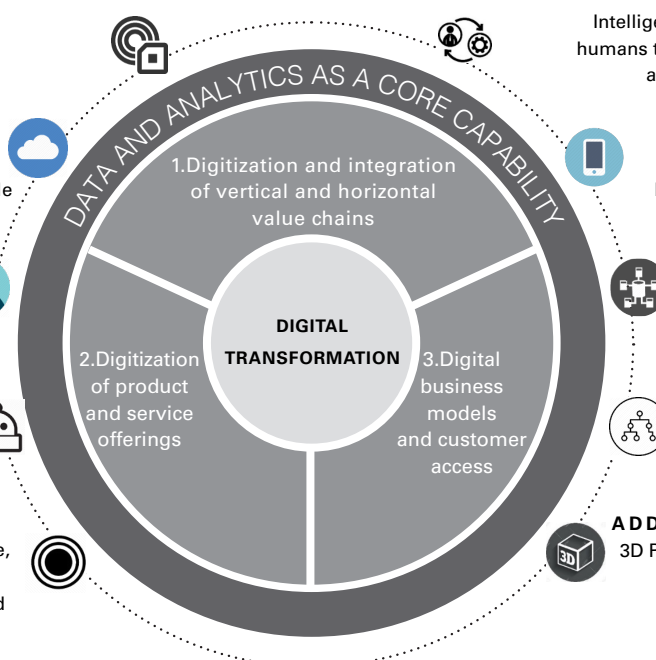 Intellige
humans t
a
DATA AND ANALYTICS AS A CORE CAPABILITY
1.Digitization and integration
of vertical and horizontal
value chains
le
DIGITAL
TRANSFORMATION
2.Digitization
of product
and service
offerings
3.Digital
business
models
and customer
access
ADD
3D
3D F
e,
d